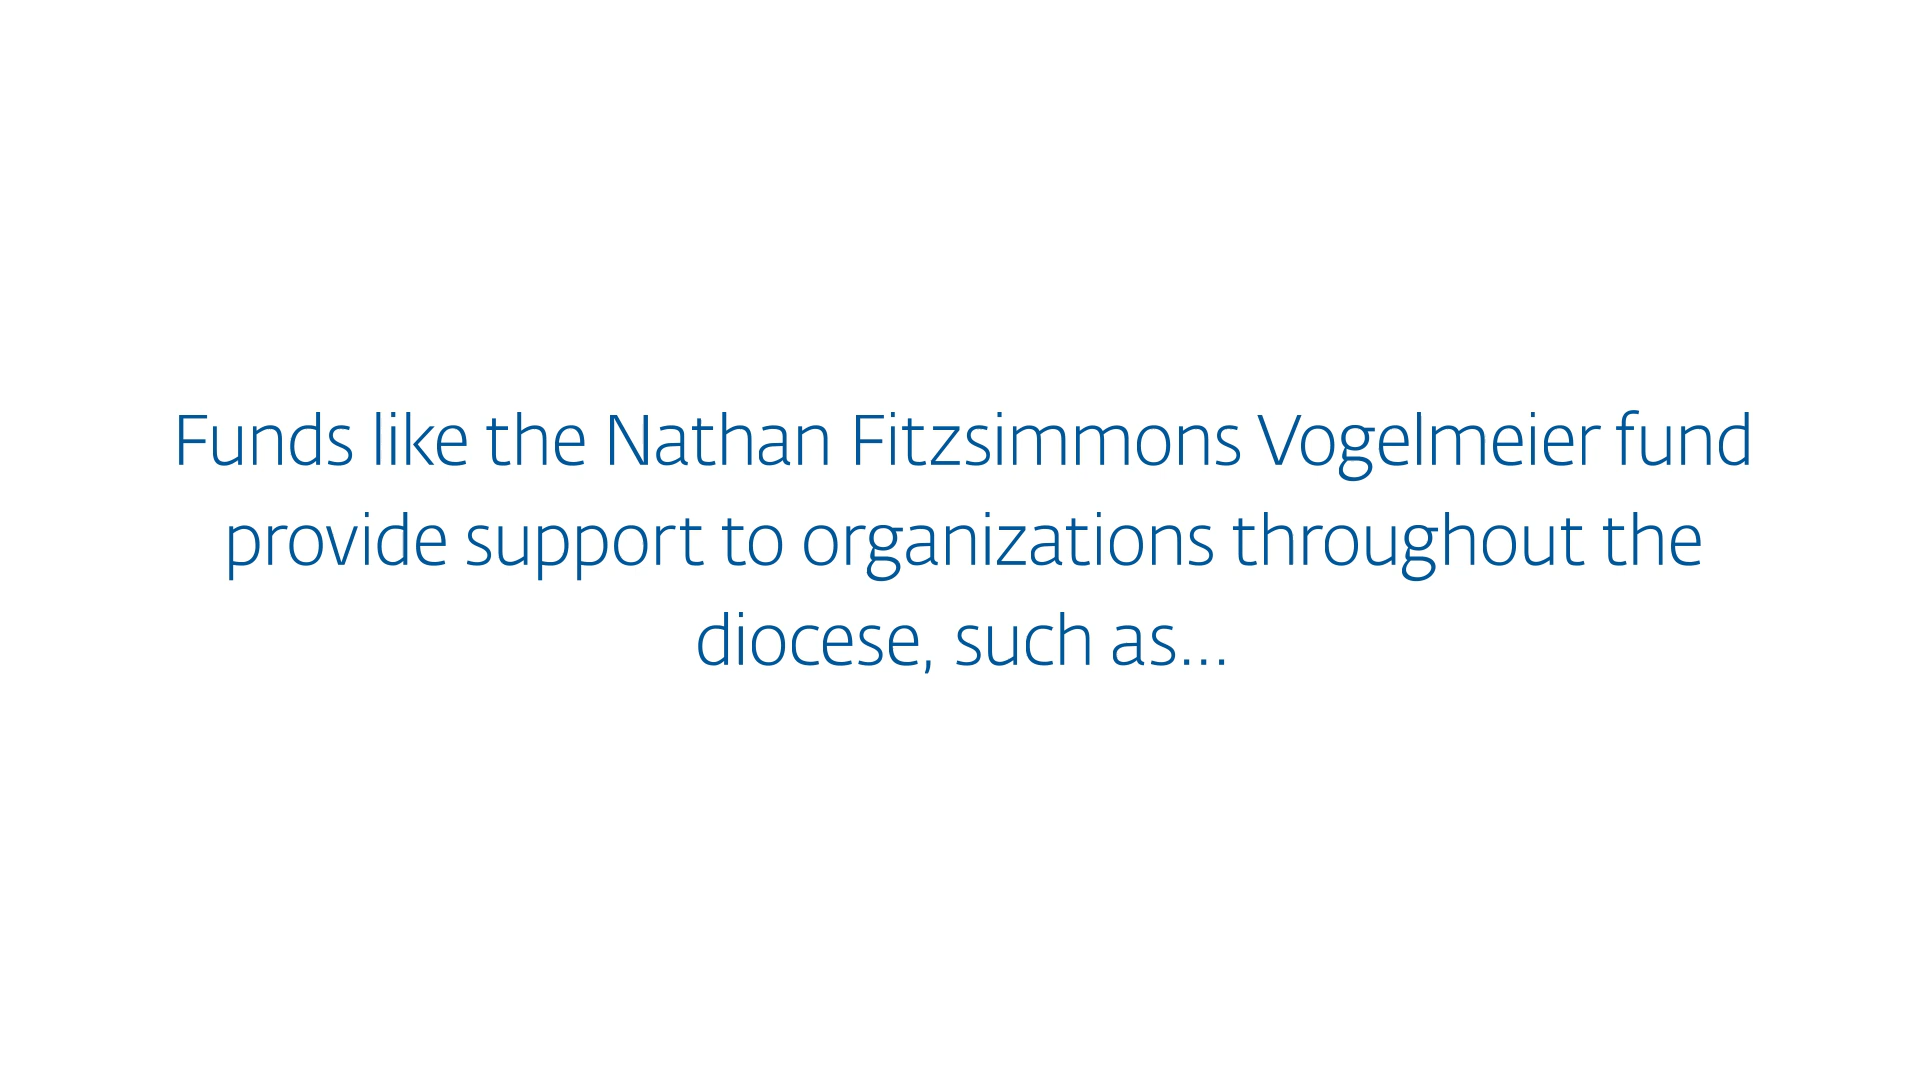 Funds like the Nathan Fitzsimmons Vogelmeier fund
provide support to organizations throughout the
diocese, such as...